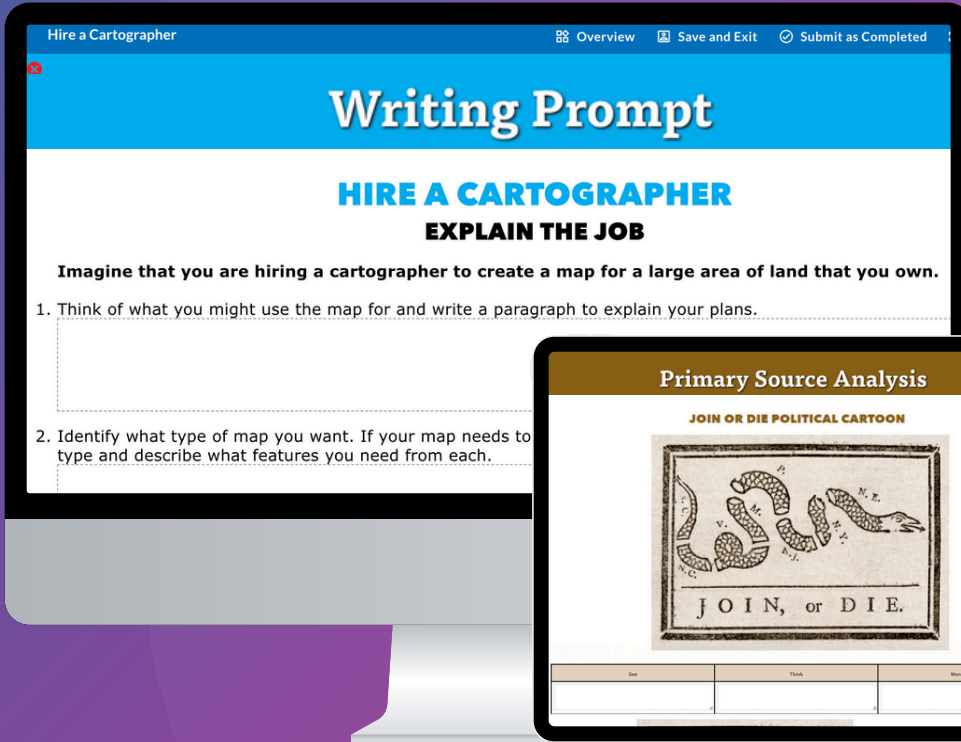 Hire a Cartographer
Overview Save and Exit Submit as Completed
Writing Prompt
HIRE A CARTOGRAPHER
EXPLAIN THE JOB
Imagine that you are hiring a cartographer to create a map for a large area of land that you own.
1. Think of what you might use the map for and write a paragraph to explain your plans.
2. Identify what type of map you want. If your map needs to
type and describe what features you need from each.
Primary Source Analysis
JOIN OR DIE POLITICAL CARTOON
P.
N. E.
M.
V.
N. Y.
N. J.
N. C.
JOIN, or DIE.
See Think